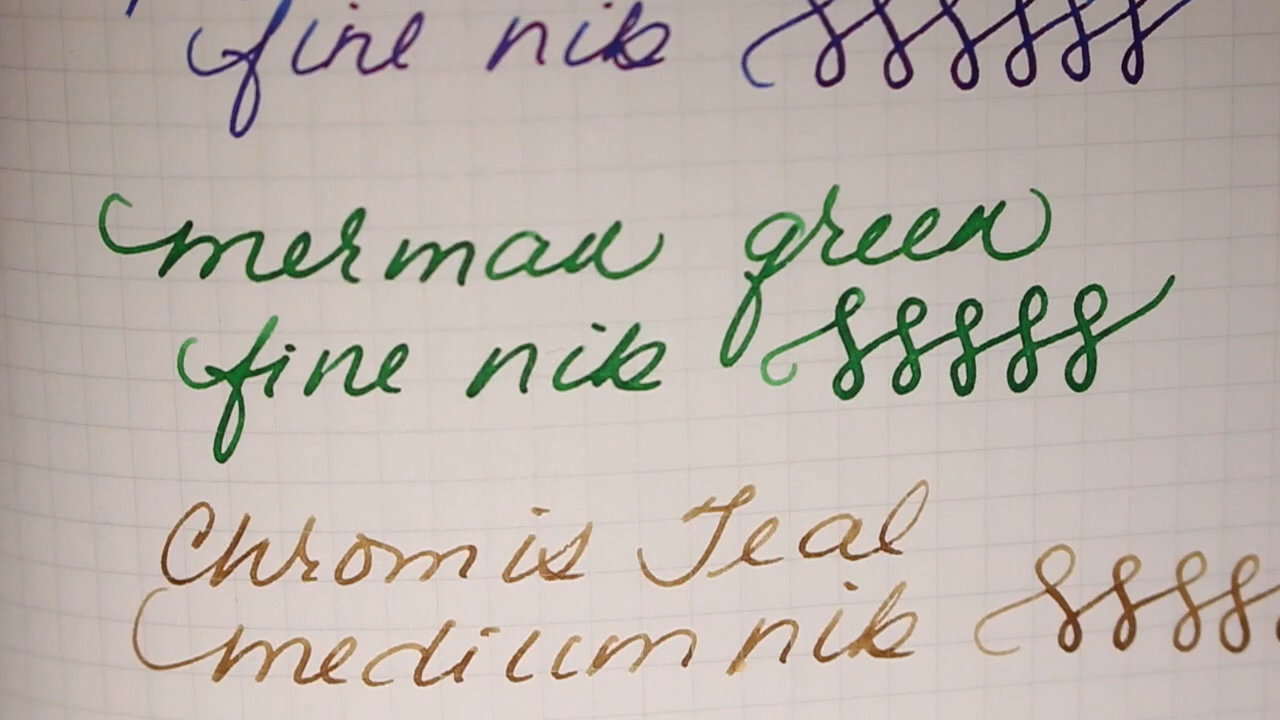 fine nib
mermaid green
fine nib
Chromis Teal
medium nib